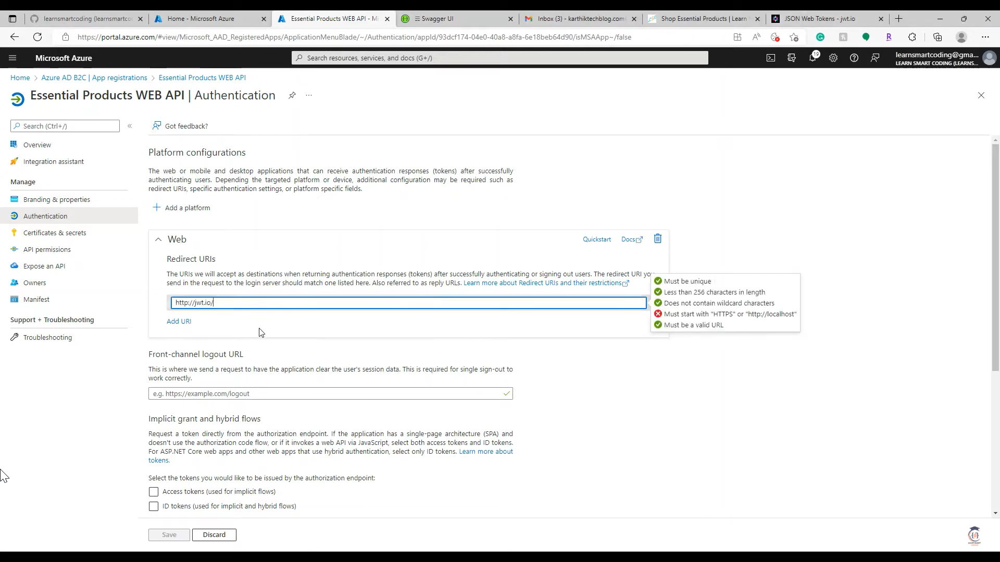 learnsmartcoding (learnsmartco
Home - Microsoft Azure
Essential Products WEB API - Mi
Swagger UI
Inbox (3) - karthiktechblog.com
Shop Essential Products | Learn
JSON Web Tokens - jwt.io
https://portal.azure.com/#view/Microsoft_AAD_RegisteredApps/ApplicationMenuBlade/~/Authentication/appId/93dcf174-04e0-40a8-a8fa-6e18beb64d90/isMSAApp~/false
Microsoft Azure
Search resources, services, and docs (G+/)
19
learnsmartcoding@gma...
LEARN SMART CODING (LEARNS...
Home > Azure AD B2C | App registrations > Essential Products WEB API
Essential Products WEB API | Authentication
Search (Ctrl+/)
Got feedback?
Overview
Integration assistant
Manage
Branding & properties
Authentication
Certificates & secrets
API permissions
Expose an API
Owners
Manifest
Support + Troubleshooting
Troubleshooting
Platform configurations
The web or mobile and desktop applications that can receive authentication responses (tokens) after successfully
authenticating users. Depending the targeted platform or device, additional configuration may be required such as
redirect URIs, specific authentication settings, or platform specific fields.
Add a platform
Web
Quickstart
Docs
Redirect URIs
The URIs we will accept as destinations when returning authentication responses (tokens) after successfully authenticating or signing out users. The redirect URI you
send in the request to the login server should match one listed here. Also referred to as reply URLs. Learn more about Redirect URIs and their restrictions
http://jwt.io/
Must be unique
Less than 256 characters in length
Does not contain wildcard characters
Must start with "HTTPS" or "http://localhost"
Must be a valid URL
Add URI
Front-channel logout URL
This is where we send a request to have the application clear the user's session data. This is required for single sign-out to
work correctly.
e.g. https://example.com/logout
Implicit grant and hybrid flows
Request a token directly from the authorization endpoint. If the application has a single-page architecture (SPA) and
doesn't use the authorization code flow, or if it invokes a web API via JavaScript, select both access tokens and ID tokens.
For ASP.NET Core web apps and other web apps that use hybrid authentication, select only ID tokens. Learn more about
tokens.
Select the tokens you would like to be issued by the authorization endpoint:
Access tokens (used for implicit flows)
ID tokens (used for implicit and hybrid flows)
Save
Discard